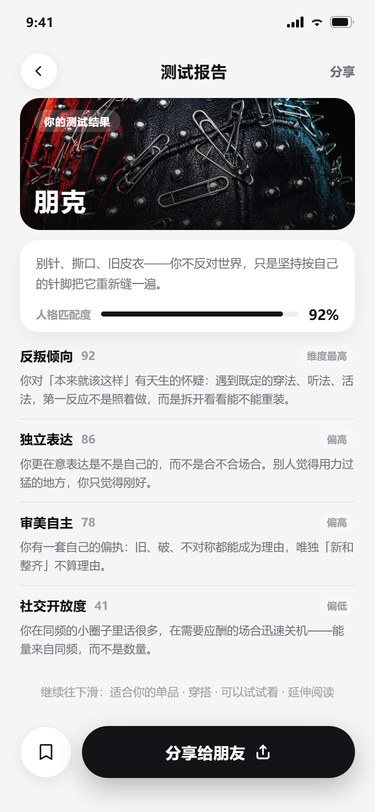 9:41
测试报告
分享
你的测试结果
朋克
别针、撕口、旧皮衣——你不反对世界，只是坚持按自己
的针脚把它重新缝一遍。
人格匹配度
92%
反叛倾向 92
维度最高
你对「本来就该这样」有天生的怀疑：遇到既定的穿法、听法、活
法，第一反应不是照着做，而是拆开看看能不能重装。
独立表达 86
偏高
你更在意表达是不是自己的，而不是合不合场合。别人觉得用力过
猛的地方，你只觉得刚好。
审美自主 78
偏高
你有一套自己的偏执：旧、破、不对称都能成为理由，唯独「新和
整齐」不算理由。
社交开放度 41
偏低
你在同频的小圈子里话很多，在需要应酬的场合迅速关机——能
量来自同频，而不是数量。
继续往下滑：适合你的单品 · 穿搭 · 可以试试看 · 延伸阅读
分享给朋友